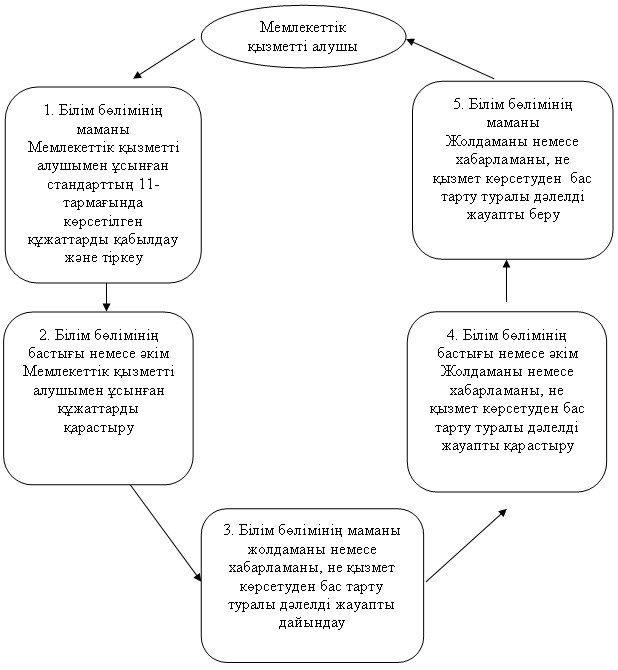 Мемлекеттік
қызметті алушы
1. Білім бөлімінің
маманы
Мемлекеттік қызметті
алушымен ұсынған
стандарттың 11-
тармағында
көрсетілген
құжаттарды қабылдау
және тіркеу
2. Білім бөлімінің
бастығы немесе әкім
Мемлекеттік қызметті
алушымен ұсынған
құжаттарды
қарастыру
3. Білім бөлімінің маманы
жолдаманы немесе
хабарламаны, не қызмет
көрсетуден бас тарту
туралы дәлелді жауапты
дайындау
4. Білім бөлімінің
бастығы немесе әкім
Жолдаманы немесе
хабарламаны, не
қызмет көрсетуден бас
тарту туралы дәлелді
жауапты қарастыру
5. Білім бөлімінің
маманы
Жолдаманы немесе
хабарламаны, не
қызмет көрсетуден бас
тарту туралы дәлелді
жауапты беру